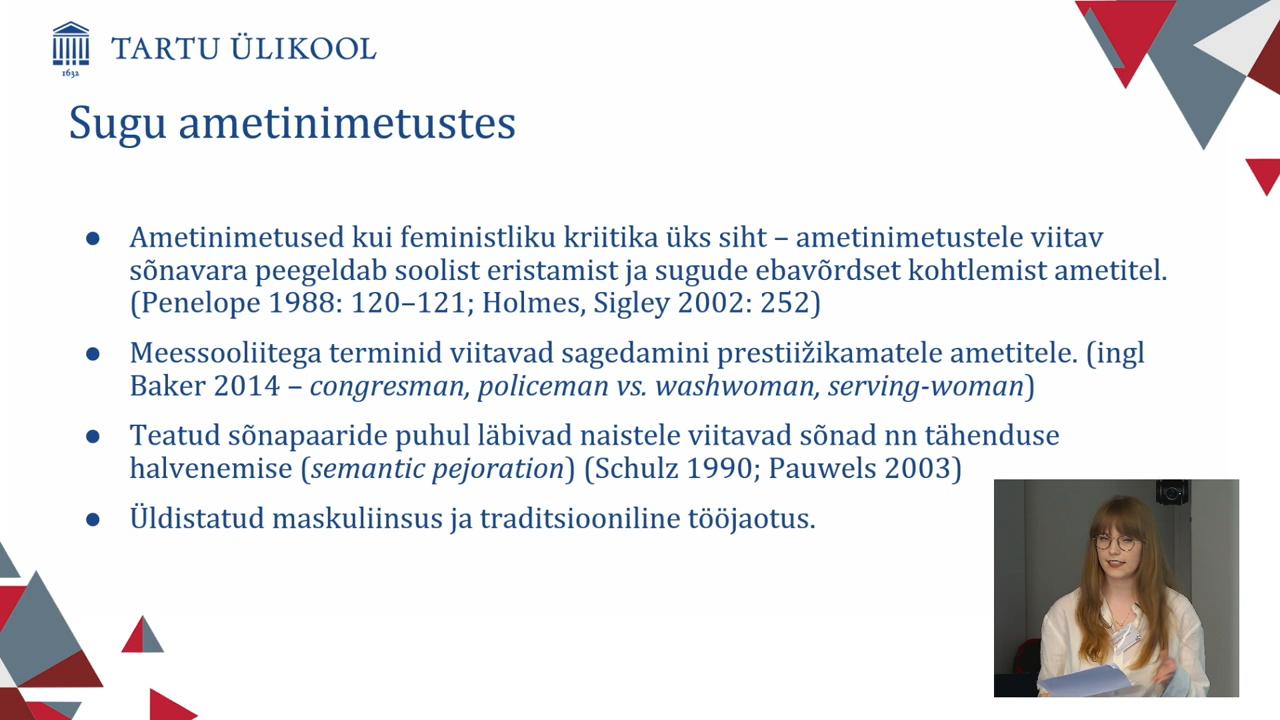 TARTU ÜLIKOOL
1632
Sugu ametinimetustes
● Ametinimetused kui feministliku kriitika üks siht – ametinimetustele viitav
sõnavara peegeldab soolist eristamist ja sugude ebavõrdset kohtlemist ametitel.
(Penelope 1988: 120–121; Holmes, Sigley 2002: 252)
● Meessooliitega terminid viitavad sagedamini prestiižikamatele ametitele. (ingl
Baker 2014 – congresman, policeman vs. washwoman, serving-woman)
● Teatud sõnapaaride puhul läbivad naistele viitavad sõnad nn tähenduse
halvenemise (semantic pejoration) (Schulz 1990; Pauwels 2003)
● Üldistatud maskuliinsus ja traditsiooniline tööjaotus.